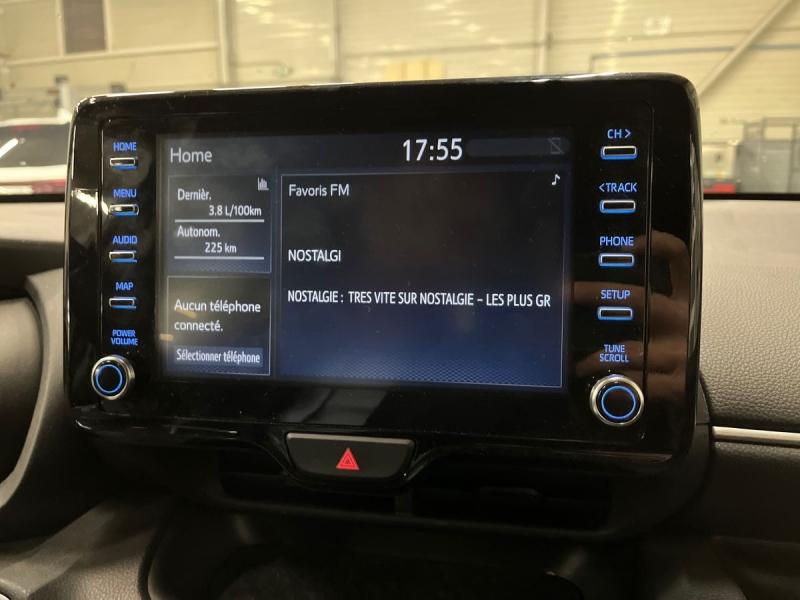 HOME
MENU
AUDIO
MAP
POWER
VOLUME
Home
17:55
Dernièr.
3.8 L/100km
Autonom.
225 km
Aucun téléphone
connecté.
Sélectionner téléphone
Favoris FM
NOSTALGI
NOSTALGIE : TRES VITE SUR NOSTALGIE – LES PLUS GR
CH >
< TRACK
PHONE
SETUP
TUNE
SCROLL